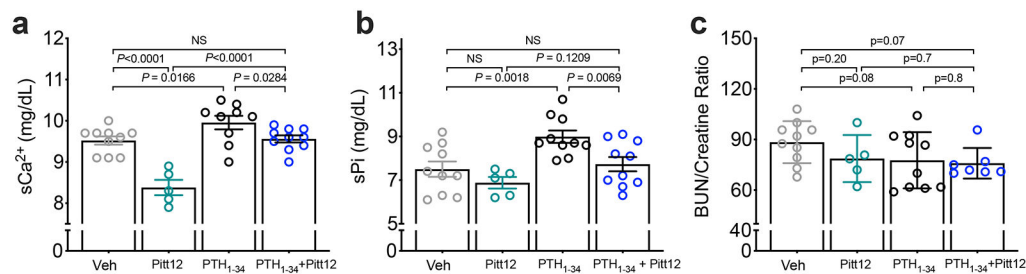 a
sCa²⁺ (mg/dL)
12
10
8
0
NS
P<0.0001
P<0.0001
P = 0.0166
P = 0.0284
Veh
Pitt12
PTH₁₋₃₄
PTH₁₋₃₄+Pitt12
b
sPi (mg/dL)
13
11
9
7
5
0
NS
NS
P = 0.1209
P = 0.0018
P = 0.0069
Veh
Pitt12
PTH₁₋₃₄
PTH₁₋₃₄ + Pitt12
c
BUN/Creatine Ratio
150
120
90
60
40
0
p=0.07
p=0.20
p=0.7
p=0.08
p=0.8
Veh
Pitt12
PTH₁₋₃₄
PTH₁₋₃₄+Pitt12